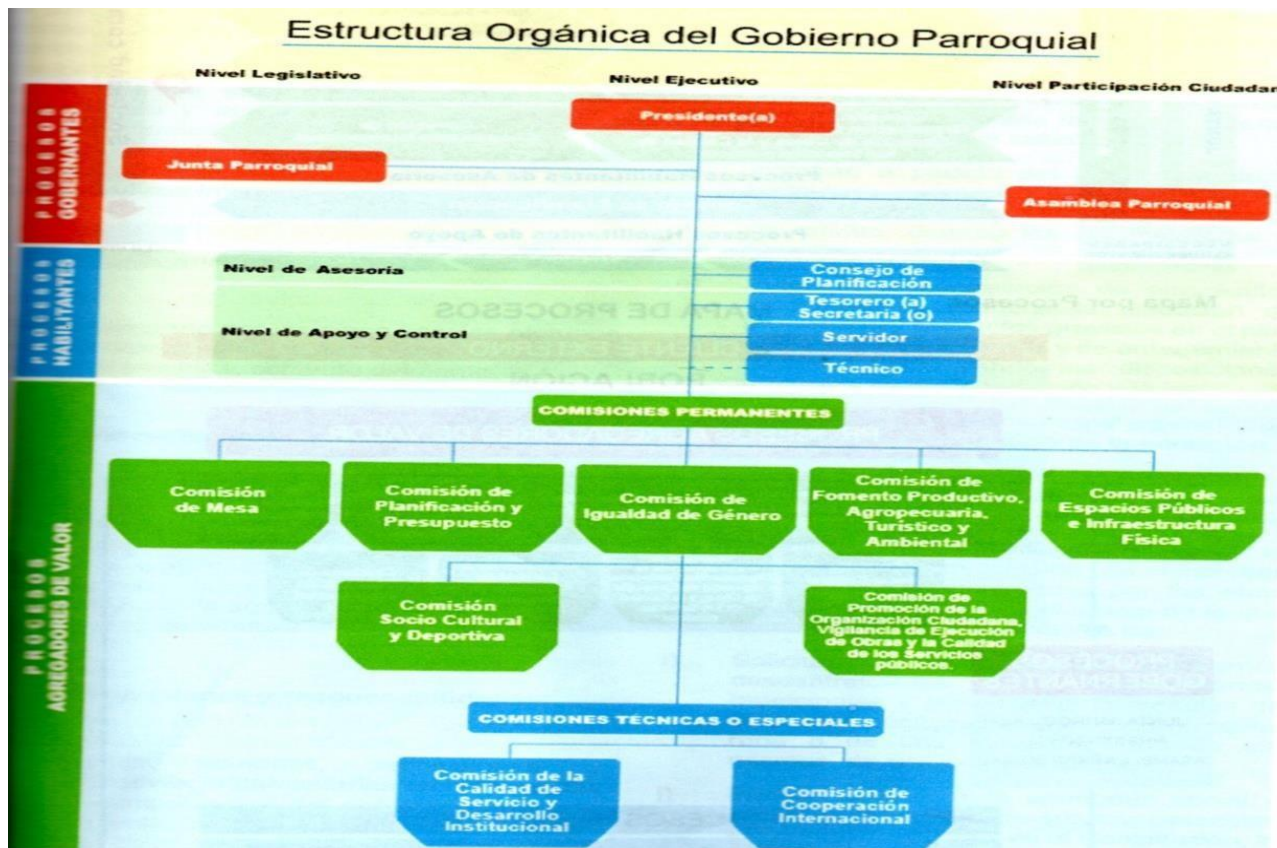 Estructura Orgánica del Gobierno Parroquial
Nivel Legislativo
Nivel Ejecutivo
Nivel Participación Ciudadan
PROCESOS
GOBERNANTES
Presidente(a)
Junta Parroquial
Asamblea Parroquial
PROCESOS
HABILITANTES
Nivel de Asesoría
Consejo de
Planificación
Nivel de Apoyo y Control
Tesorero (a)
Secretaria (o)
Servidor
Técnico
PROCESOS
AGREGADORES DE VALOR
COMISIONES PERMANENTES
Comisión
de Mesa
Comisión de
Planificación y
Presupuesto
Comisión de
Igualdad de Género
Comisión de
Fomento Productivo,
Agropecuaria,
Turístico y
Ambiental
Comisión de
Espacios Públicos
e Infraestructura
Física
Comisión
Socio Cultural
y Deportiva
Comisión de
Promoción de la
Organización Ciudadana,
Vigilancia de Ejecución
de Obras y la Calidad
de los Servicios
públicos.
COMISIONES TÉCNICAS O ESPECIALES
Comisión de la
Calidad de
Servicio y
Desarrollo
Institucional
Comisión de
Cooperación
Internacional